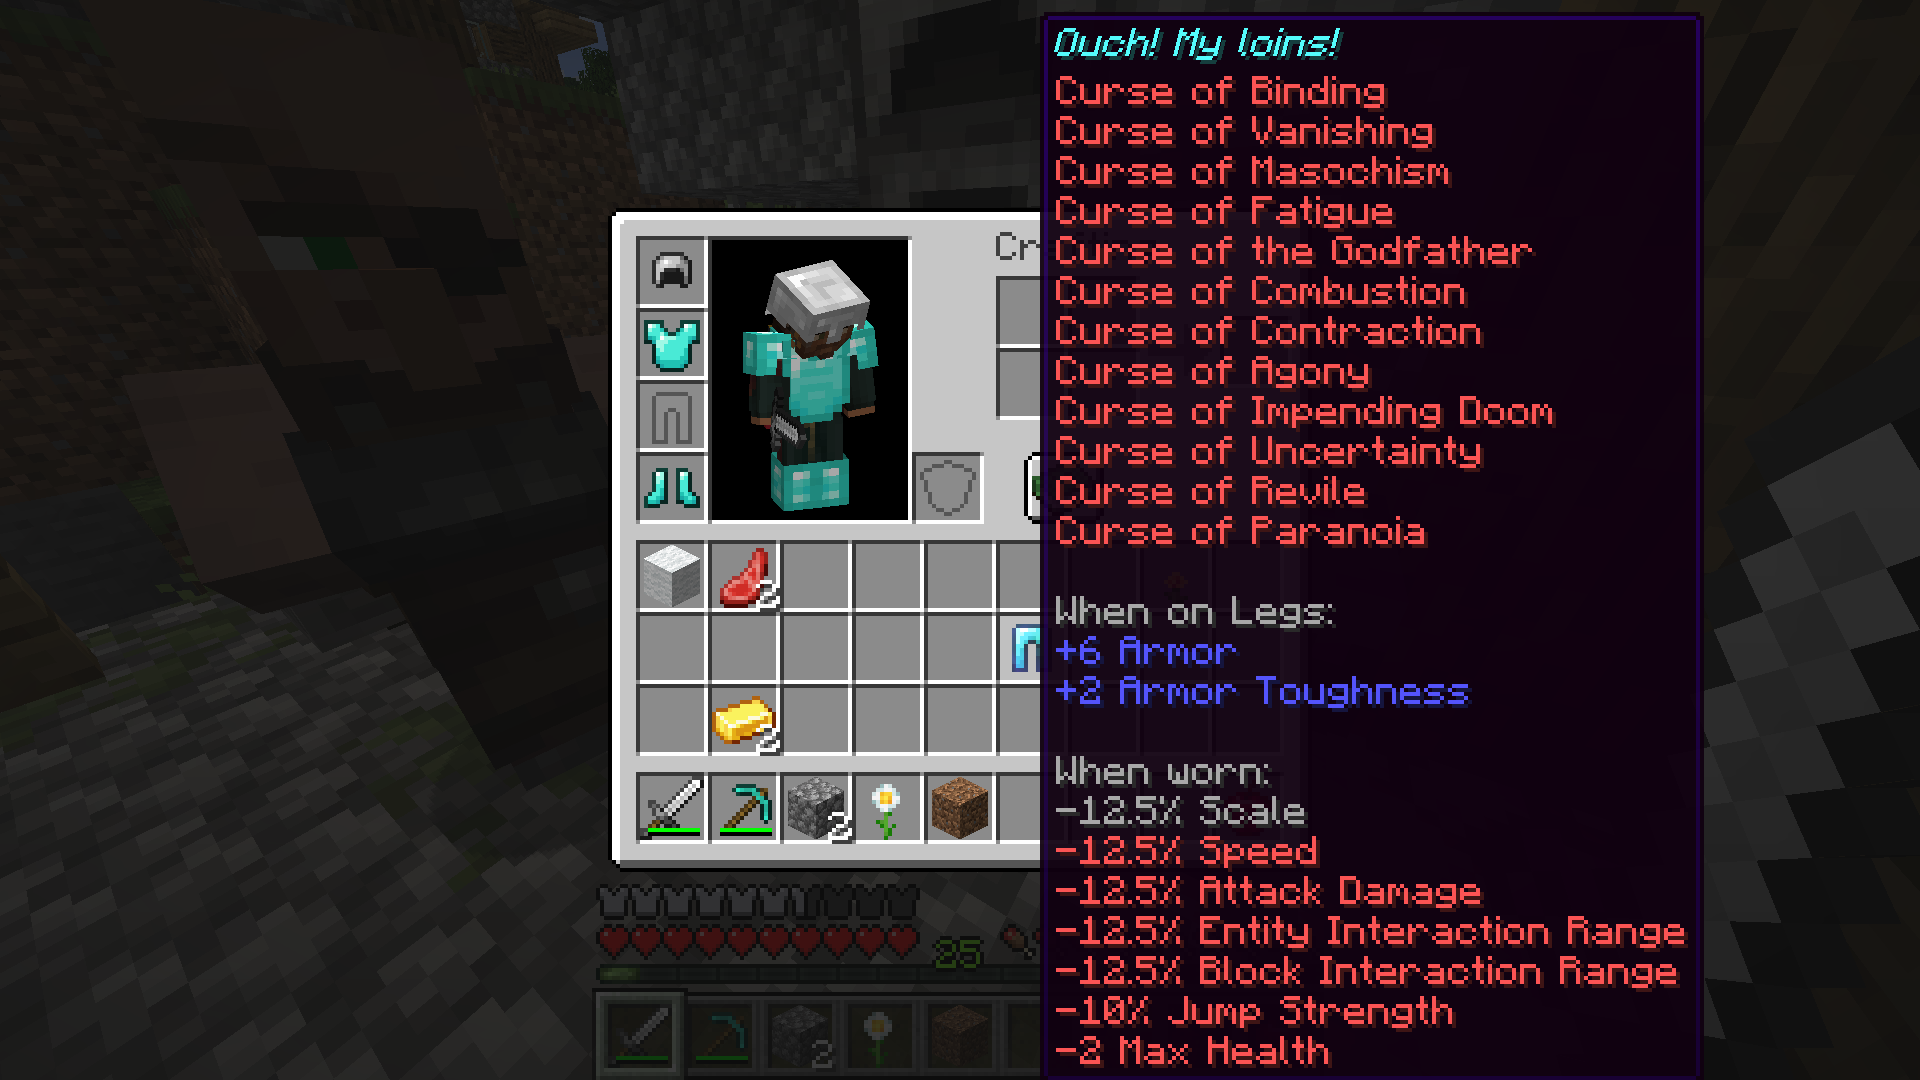 Ouch! My loins!
Curse of Binding
Curse of Vanishing
Curse of Masochism
Curse of Fatigue
Curse of the Godfather
Curse of Combustion
Curse of Contraction
Curse of Agony
Curse of Impending Doom
Curse of Uncertainty
Curse of Revile
Curse of Paranoia
When on Legs:
+6 Armor
+2 Armor Toughness
When worn:
-12.5% Scale
-12.5% Speed
-12.5% Attack Damage
-12.5% Entity Interaction Range
-12.5% Block Interaction Range
-10% Jump Strength
-2 Max Health
Cr
2
2
2
25
2